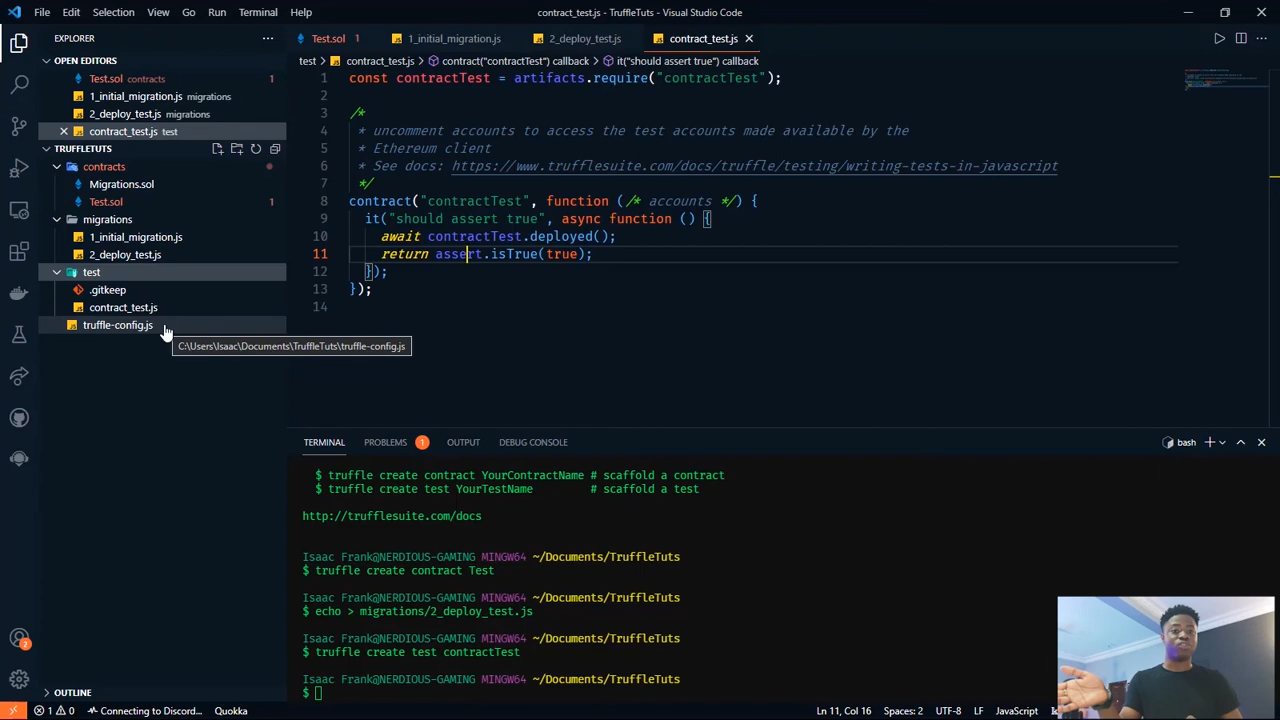 File Edit Selection View Go Run Terminal Help
contract_test.js - TruffleTuts - Visual Studio Code
EXPLORER
OPEN EDITORS
Test.sol contracts 1
1_initial_migration.js migrations
2_deploy_test.js migrations
contract_test.js test
TRUFFLETUTS
contracts
Migrations.sol
Test.sol 1
migrations
1_initial_migration.js
2_deploy_test.js
test
.gitkeep
contract_test.js
truffle-config.js
C:\Users\Isaac\Documents\TruffleTuts\truffle-config.js
OUTLINE
Test.sol 1 1_initial_migration.js 2_deploy_test.js contract_test.js
test > contract_test.js > contract("contractTest") callback > it("should assert true") callback
1 const contractTest = artifacts.require("contractTest");
2
3 /*
4 * uncomment accounts to access the test accounts made available by the
5 * Ethereum client
6 * See docs: https://www.trufflesuite.com/docs/truffle/testing/writing-tests-in-javascript
7 */
8 contract("contractTest", function (/* accounts */) {
9 it("should assert true", async function () {
10 await contractTest.deployed();
11 return assert.isTrue(true);
12 });
13 });
14
TERMINAL PROBLEMS 1 OUTPUT DEBUG CONSOLE
bash
$ truffle create contract YourContractName # scaffold a contract
$ truffle create test YourTestName # scaffold a test
http://trufflesuite.com/docs
Isaac Frank@NERDIOUS-GAMING MINGW64 ~/Documents/TruffleTuts
$ truffle create contract Test
Isaac Frank@NERDIOUS-GAMING MINGW64 ~/Documents/TruffleTuts
$ echo > migrations/2_deploy_test.js
Isaac Frank@NERDIOUS-GAMING MINGW64 ~/Documents/TruffleTuts
$ truffle create test contractTest
Isaac Frank@NERDIOUS-GAMING MINGW64 ~/Documents/TruffleTuts
$
2
1 0 Connecting to Discord... Quokka
Ln 11, Col 16 Spaces: 2 UTF-8 LF JavaScript